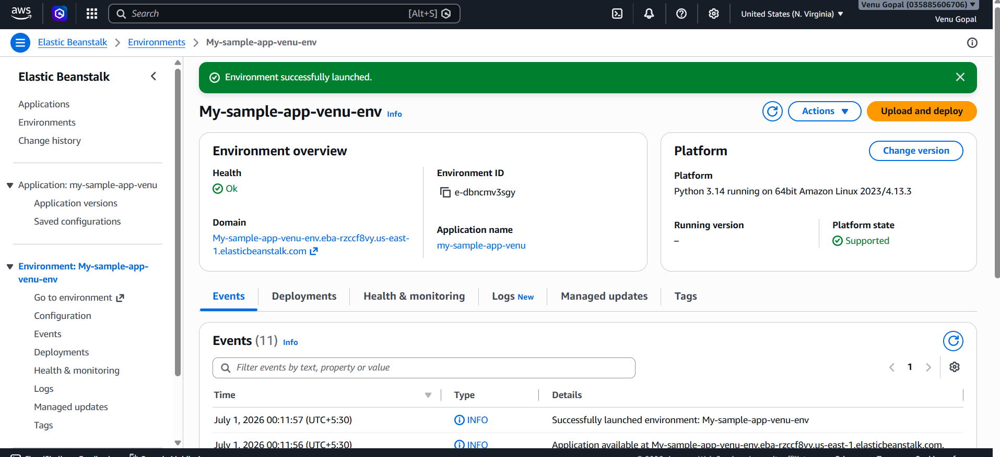 aws
Search [Alt+S]
United States (N. Virginia)
Venu Gopal (035885606706)
Venu Gopal
Elastic Beanstalk
Environments
My-sample-app-venu-env
Elastic Beanstalk
Applications
Environments
Change history
Application: my-sample-app-venu
Application versions
Saved configurations
Environment: My-sample-app-
venu-env
Go to environment
Configuration
Events
Deployments
Health & monitoring
Logs
Managed updates
Tags
Environment successfully launched.
My-sample-app-venu-env Info
Actions
Upload and deploy
Environment overview
Health
Ok
Domain
My-sample-app-venu-env.eba-rzccf8vy.us-east-
1.elasticbeanstalk.com
Environment ID
e-dbncmv3sgy
Application name
my-sample-app-venu
Platform
Change version
Platform
Python 3.14 running on 64bit Amazon Linux 2023/4.13.3
Running version
–
Platform state
Supported
Events
Deployments
Health & monitoring
Logs New
Managed updates
Tags
Events (11) Info
Filter events by text, property or value
1
Time Type Details
July 1, 2026 00:11:57 (UTC+5:30) INFO Successfully launched environment: My-sample-app-venu-env
July 1, 2026 00:11:56 (UTC+5:30) INFO Application available at My-sample-app-venu-env.eba-rzccf8vy.us-east-1.elasticbeanstalk.com.